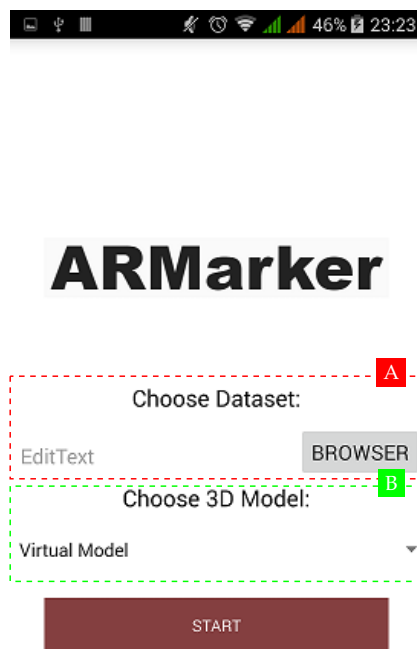 46% 23:23
ARMarker
A
Choose Dataset:
EditText BROWSER
B
Choose 3D Model:
Virtual Model
START